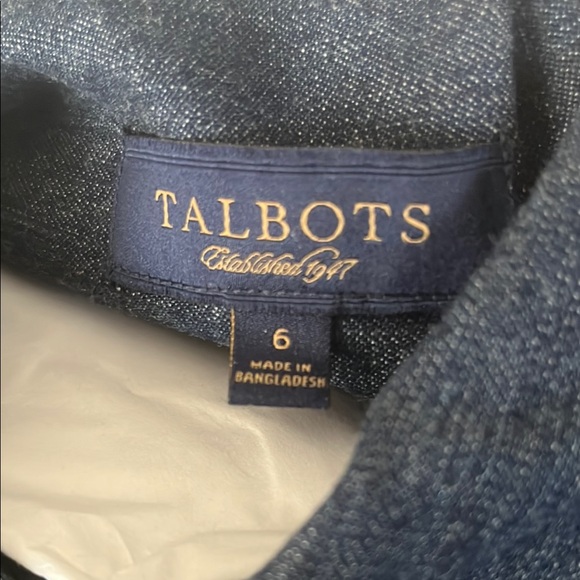 TALBOTS
Established 1947
6
MADE IN
BANGLADESH